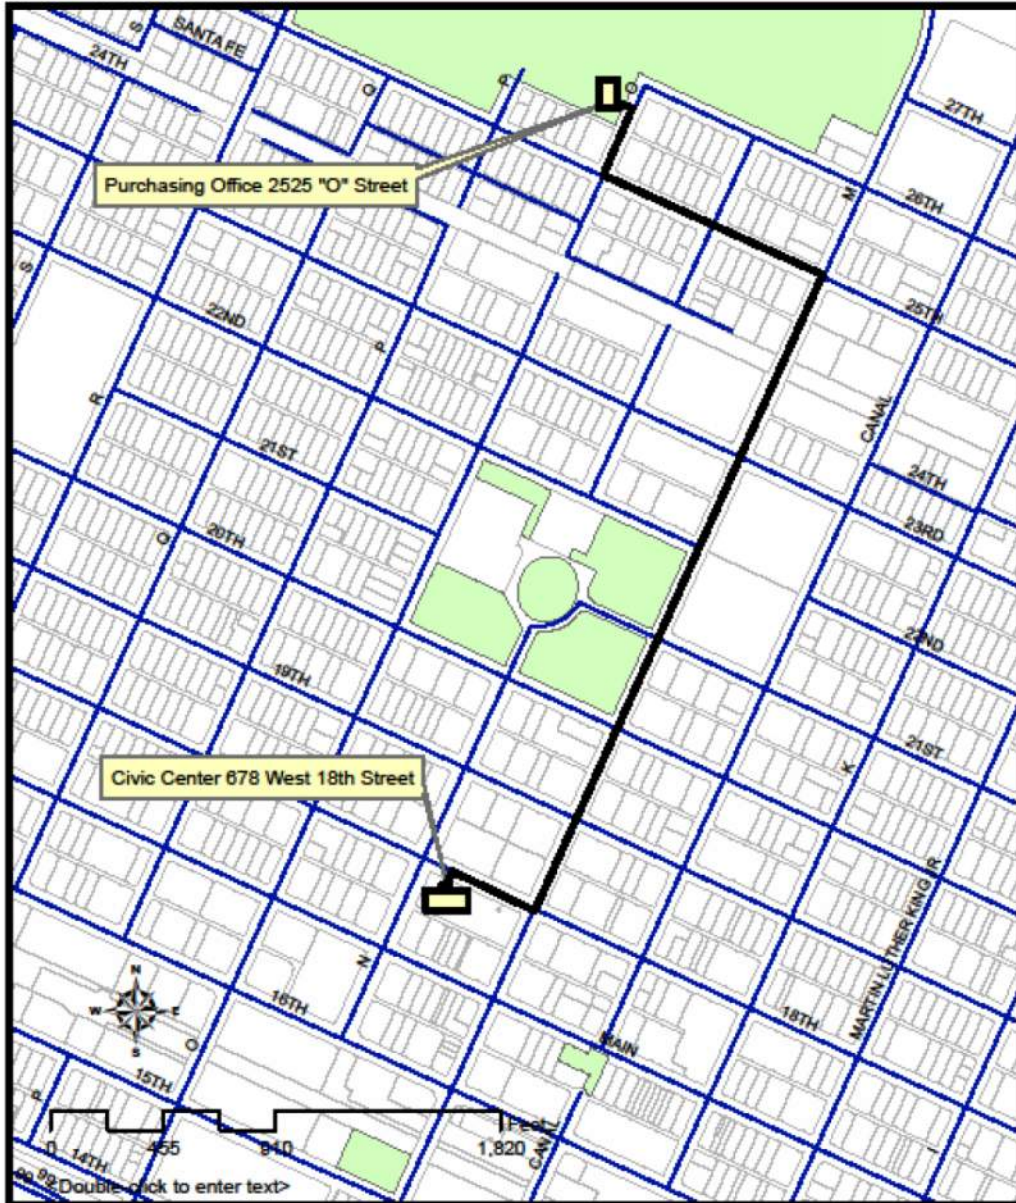 S
SANTA FE
24TH
P
O
Q
27TH
Purchasing Office 2525 "O" Street
M
26TH
S
22ND
P
25TH
R
CANAL
21ST
24TH
20TH
23RD
Q
22ND
19TH
21ST
K
Civic Center 678 West 18th Street
MARTIN LUTHER KING JR
N
N
W
E
S
16TH
18TH
O
MAIN
15TH
P
Feet
0
455
910
1,820
CANAL
I
14TH
99
<Double-click to enter text>